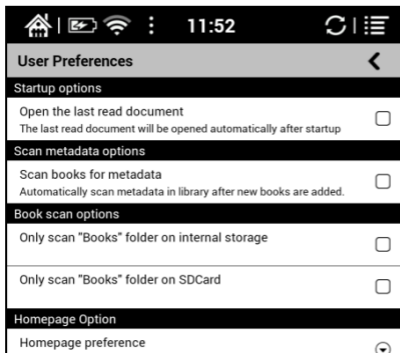 11:52
User Preferences
Startup options
Open the last read document
The last read document will be opened automatically after startup
Scan metadata options
Scan books for metadata
Automatically scan metadata in library after new books are added.
Book scan options
Only scan "Books" folder on internal storage
Only scan "Books" folder on SDCard
Homepage Option
Homepage preference